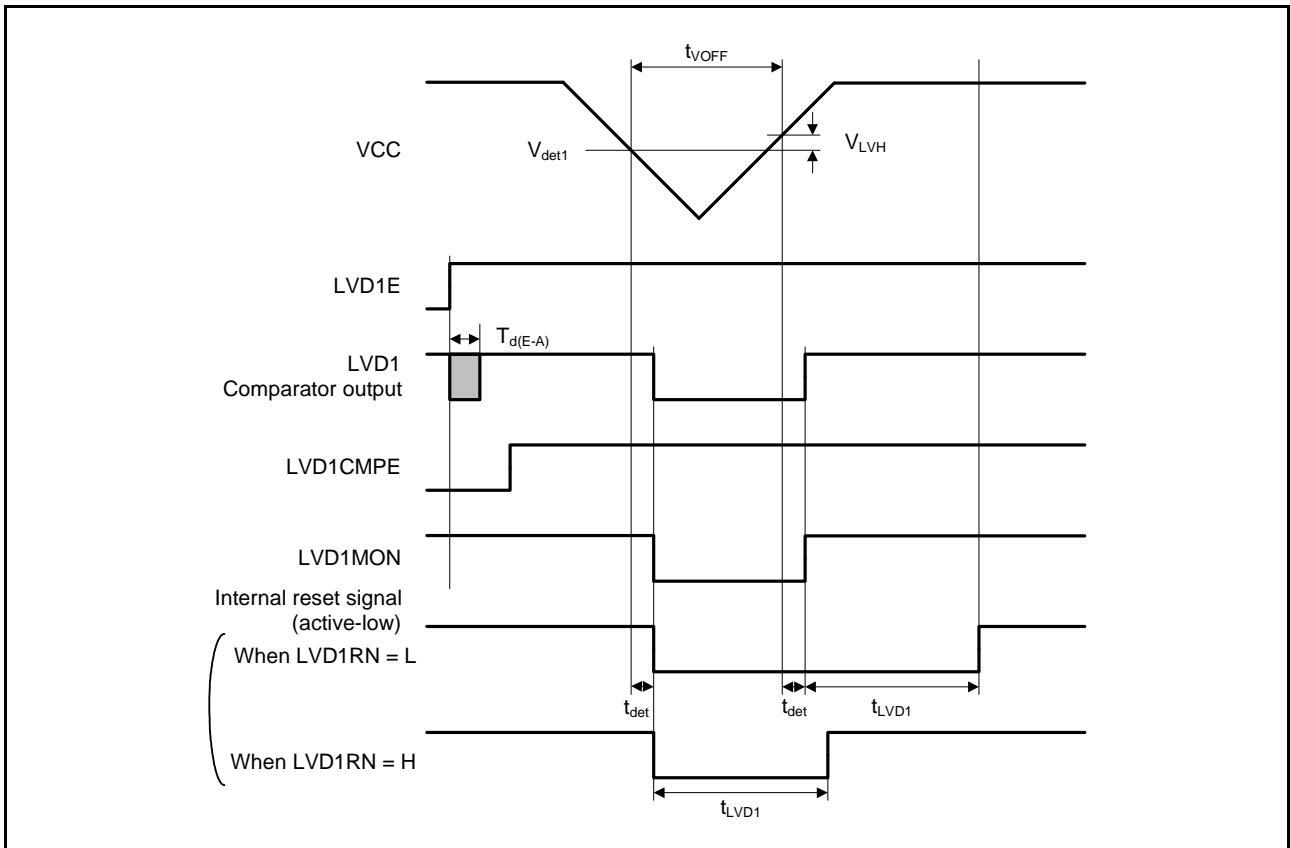 tVOFF
VCC
Vdet1
VLVH
LVD1E
Td(E-A)
LVD1
Comparator output
LVD1CMPE
LVD1MON
Internal reset signal
(active-low)
When LVD1RN = L
tdet
tdet
tLVD1
When LVD1RN = H
tLVD1